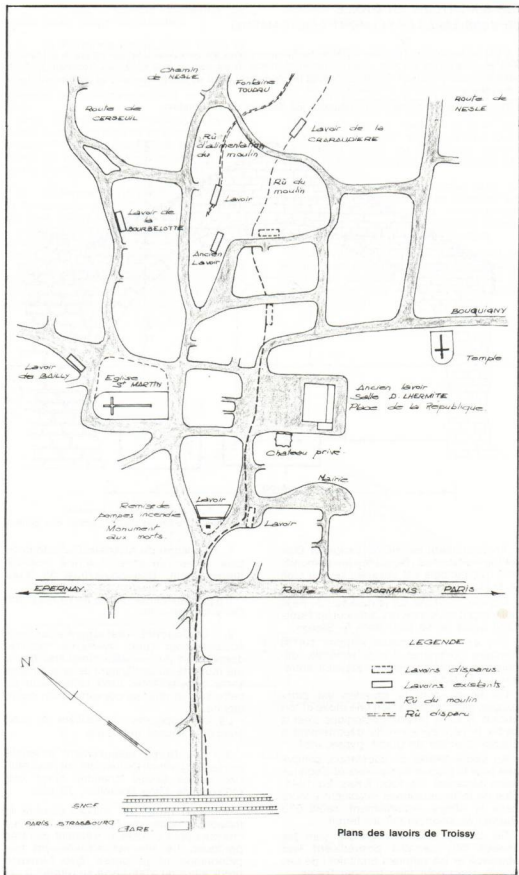 Chemin
de NESLE
Fontaine
TOUDRU
Route de
CERSEUIL
Route de
NESLE
Lavoir de la
CHARAUDIERE
Rû
d'alimentation
du moulin
Rû du
moulin
Lavoir
Lavoir de
la
BOURBELOTTE
Ancien
Lavoir
BOUQUIGNY
Temple
Lavoir
de BAILLY
Eglise
St MARTIN
Ancien lavoir
Salle D LHERMITE
Place de la République
Chateau privé
Mairie
Lavoir
Remise de
pompes incendie
Monument
aux morts.
Lavoir
EPERNAY.
Route de DORMANS
PARIS
N
LEGENDE
Lavoirs disparus
Lavoirs existants
Rû du moulin
Rû disparu
SNCF
PARIS. STRASBOURG
GARE
Plans des lavoirs de Troissy